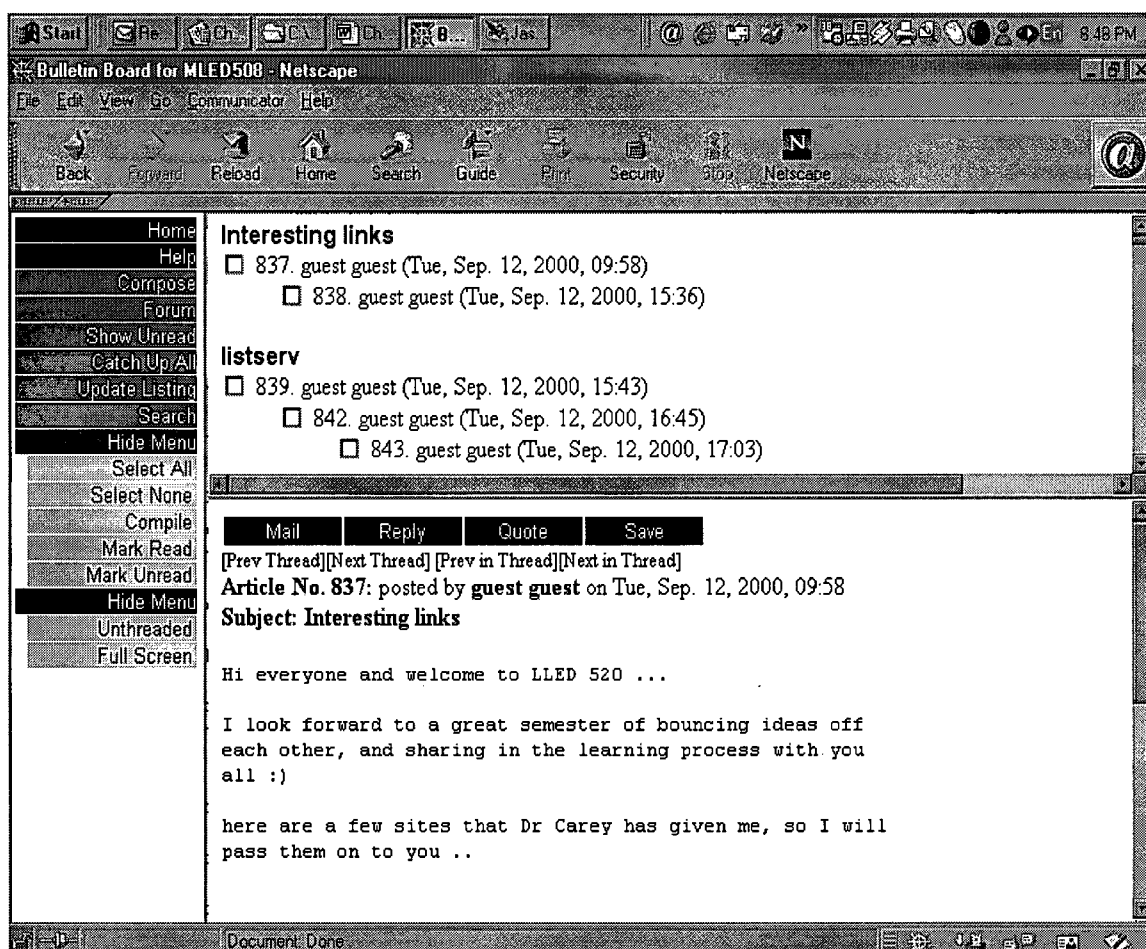 Start Re Ch C:\ Ch B... Jas En 8:48 PM
Bulletin Board for MLED508 - Netscape
File Edit View Go Communicator Help
Back Forward Reload Home Search Guide Print Security Stop Netscape
Home
Help
Compose
Forum
Show Unread
Catch Up All
Update Listing
Search
Hide Menu
Select All
Select None
Compile
Mark Read
Mark Unread
Hide Menu
Unthreaded
Full Screen
Interesting links
837. guest guest (Tue, Sep. 12, 2000, 09:58)
838. guest guest (Tue, Sep. 12, 2000, 15:36)
listserv
839. guest guest (Tue, Sep. 12, 2000, 15:43)
842. guest guest (Tue, Sep. 12, 2000, 16:45)
843. guest guest (Tue, Sep. 12, 2000, 17:03)
Mail Reply Quote Save
[Prev Thread][Next Thread] [Prev in Thread][Next in Thread]
Article No. 837: posted by guest guest on Tue, Sep. 12, 2000, 09:58
Subject: Interesting links
Hi everyone and welcome to LLED 520 ...
I look forward to a great semester of bouncing ideas off
each other, and sharing in the learning process with you
all :)
here are a few sites that Dr Carey has given me, so I will
pass them on to you ..
Document: Done